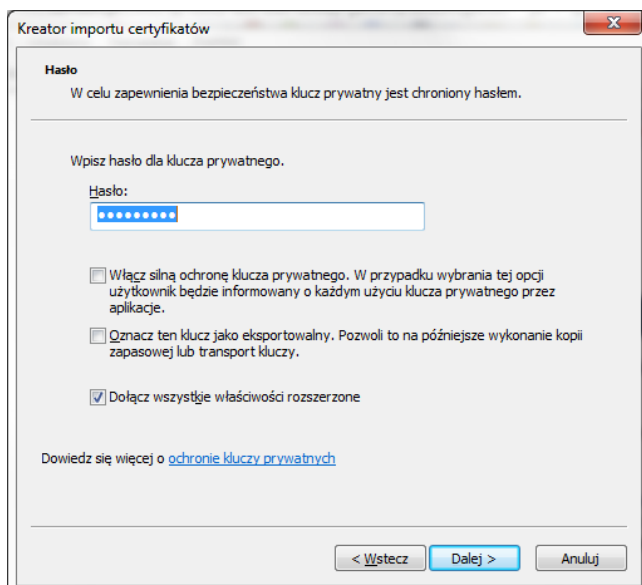 Kreator importu certyfikatów
Hasło
W celu zapewnienia bezpieczeństwa klucz prywatny jest chroniony hasłem.
Wpisz hasło dla klucza prywatnego.
Hasło:
•••••••••
Włącz silną ochronę klucza prywatnego. W przypadku wybrania tej opcji
użytkownik będzie informowany o każdym użyciu klucza prywatnego przez
aplikacje.
Oznacz ten klucz jako eksportowalny. Pozwoli to na późniejsze wykonanie kopii
zapasowej lub transport kluczy.
Dołącz wszystkie właściwości rozszerzone
Dowiedz się więcej o ochronie kluczy prywatnych
< Wstecz Dalej > Anuluj